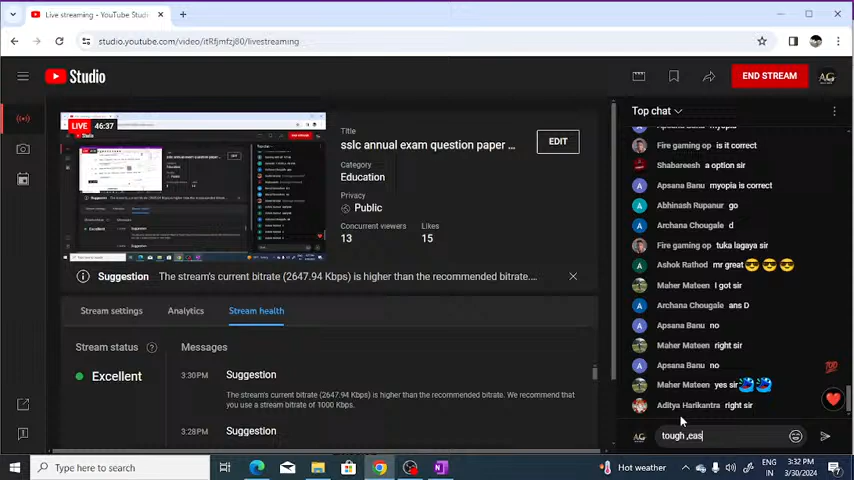 Live streaming - YouTube Studi
studio.youtube.com/video/itRfjmfzj80/livestreaming
Studio
END STREAM
AG
LIVE 46:37
Title
sslc annual exam question paper ...
EDIT
Category
Education
Privacy
Public
Concurrent viewers
Likes
13
15
Suggestion The stream's current bitrate (2647.94 Kbps) is higher than the recommended bitrate....
Stream settings
Analytics
Stream health
Stream status
Excellent
Messages
3:30PM
Suggestion
The stream's current bitrate (2647.94 Kbps) is higher than the recommended bitrate. We recommend
that you use a stream bitrate of 1000 Kbps.
3:28PM
Suggestion
Top chat
Apsana Banu myopia
Fire gaming op is it correct
Shabareesh a option sir
Apsana Banu myopia is correct
Abhinash Rupanur go
Archana Chougale d
Fire gaming op tuka lagaya sir
Ashok Rathod mr great
Maher Mateen I got sir
Archana Chougale ans D
Apsana Banu no
Maher Mateen right sir
Apsana Banu no
Maher Mateen yes sir
Aditya Harikantra right sir
AG
tough ,eas
Type here to search
Hot weather
ENG
IN
3:32 PM
3/30/2024
7